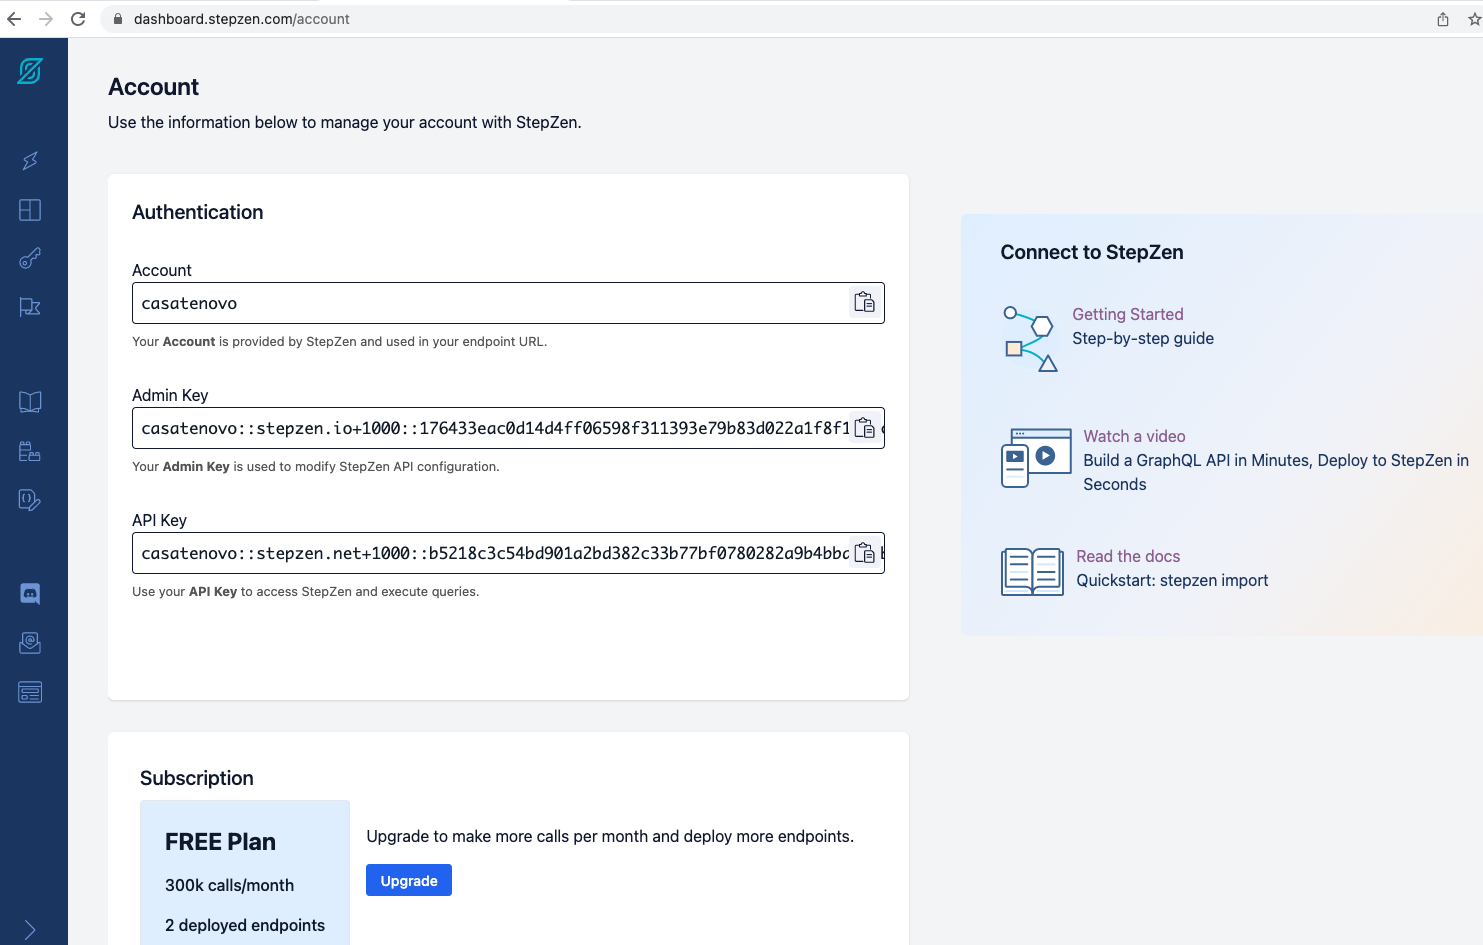 dashboard.stepzen.com/account
Account
Use the information below to manage your account with StepZen.
Authentication
Account
casatenovo
Your Account is provided by StepZen and used in your endpoint URL.
Admin Key
casatenovo::stepzen.io+1000::176433eac0d14d4ff06598f311393e79b83d022a1f8f1
Your Admin Key is used to modify StepZen API configuration.
API Key
casatenovo::stepzen.net+1000::b5218c3c54bd901a2bd382c33b77bf0780282a9b4bba
Use your API Key to access StepZen and execute queries.
Connect to StepZen
Getting Started
Step-by-step guide
Watch a video
Build a GraphQL API in Minutes, Deploy to StepZen in
Seconds
Read the docs
Quickstart: stepzen import
Subscription
FREE Plan
300k calls/month
2 deployed endpoints
Upgrade to make more calls per month and deploy more endpoints.
Upgrade